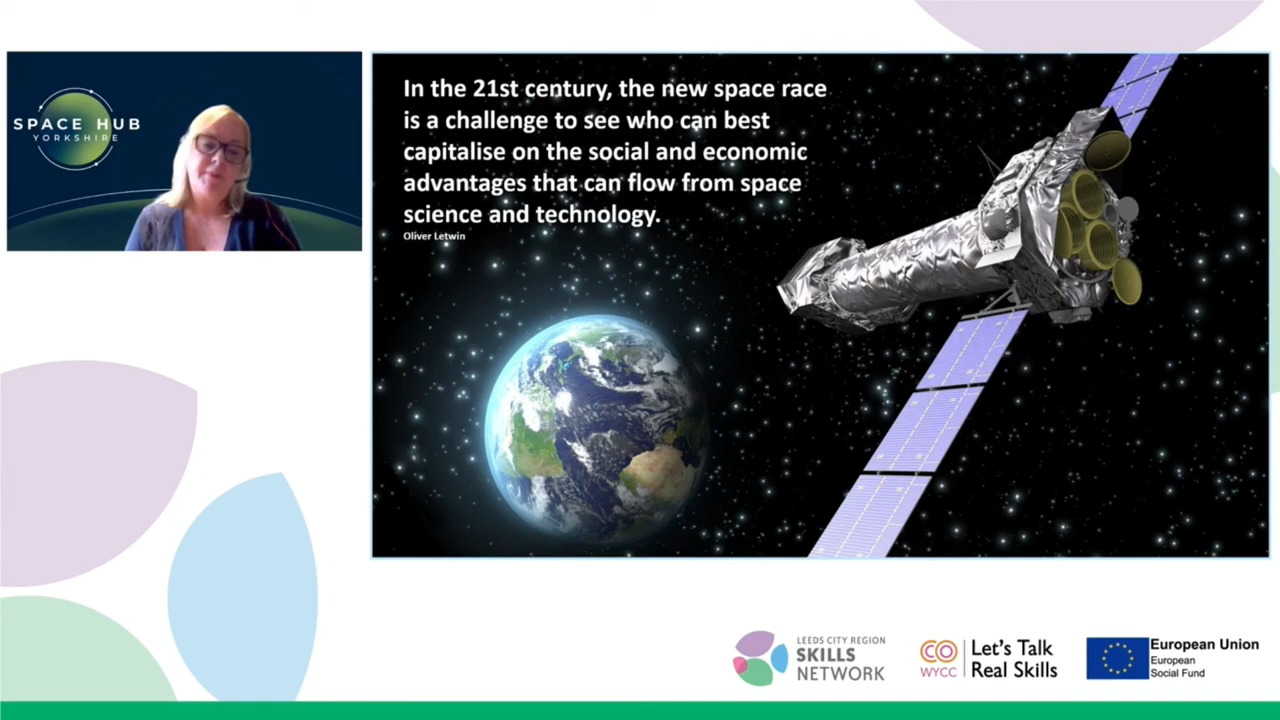 SPACE HUB
YORKSHIRE
In the 21st century, the new space race
is a challenge to see who can best
capitalise on the social and economic
advantages that can flow from space
science and technology.
Oliver Letwin
LEEDS CITY REGION
SKILLS
NETWORK
CO
WYCC
Let's Talk
Real Skills
European Union
European
Social Fund